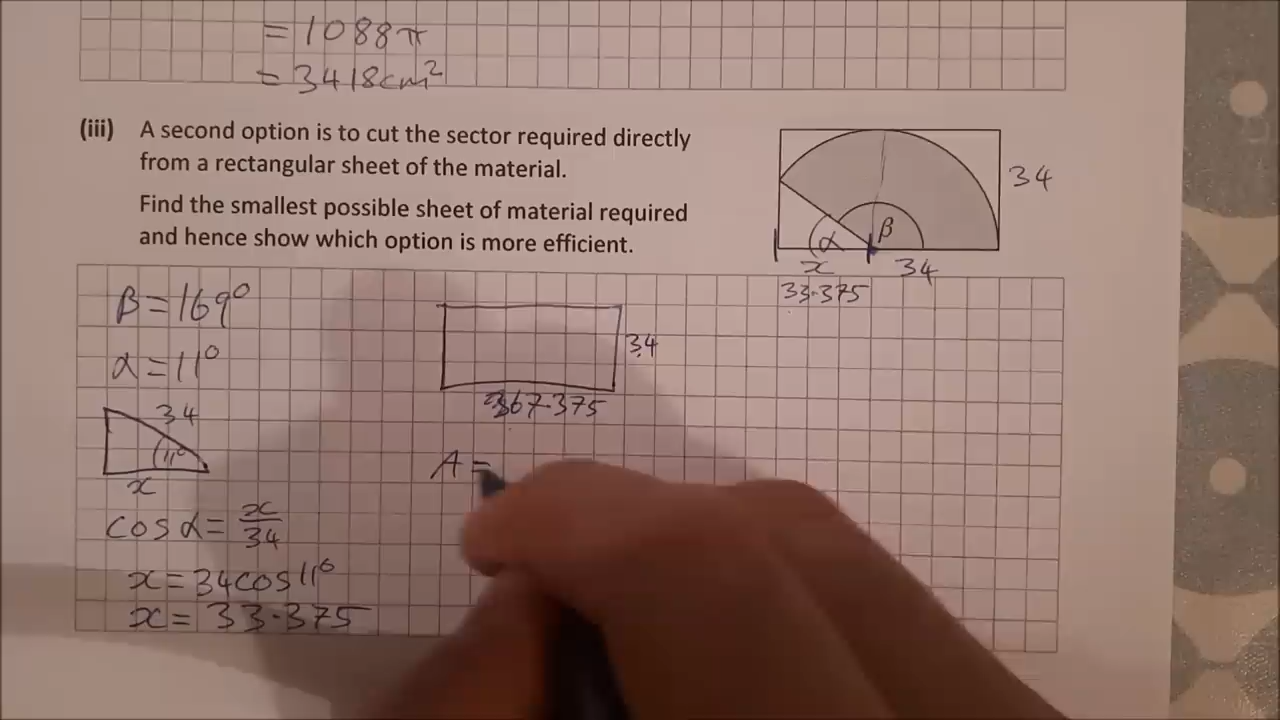 = 1088π
= 3418cm²
(iii) A second option is to cut the sector required directly
from a rectangular sheet of the material.
Find the smallest possible sheet of material required
and hence show which option is more efficient.
34
α
β
x
34
33·375
β = 169°
α = 11°
34
11°
x
cos α = x/34
x = 34cos11°
x = 33·375
34
67·375
A =